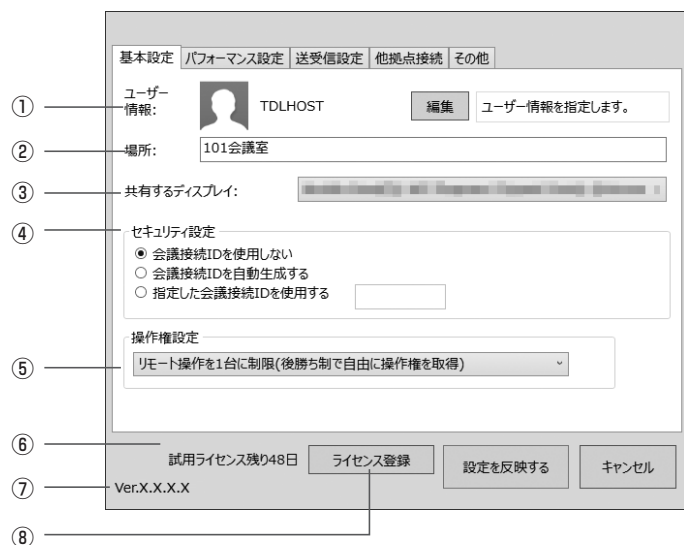 基本設定 パフォーマンス設定 送受信設定 他拠点接続 その他
① ユーザー
情報: TDLHOST 編集 ユーザー情報を指定します。
② 場所: 101会議室
③ 共有するディスプレイ:
④ セキュリティ設定
会議接続IDを使用しない
会議接続IDを自動生成する
指定した会議接続IDを使用する
操作権設定
⑤ リモート操作を1台に制限(後勝ち制で自由に操作権を取得)
⑥ 試用ライセンス残り48日 ライセンス登録 設定を反映する キャンセル
⑦ Ver.X.X.X.X
⑧